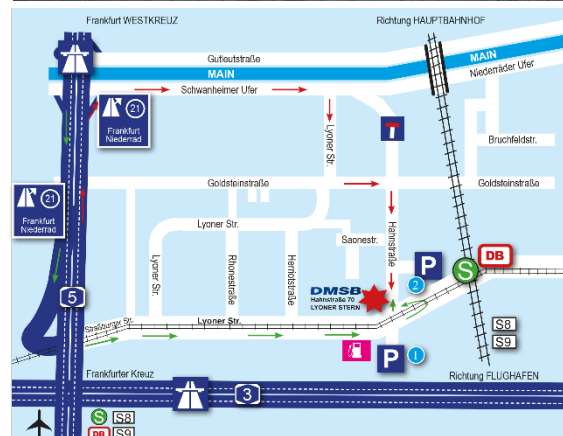 Frankfurt WESTKREUZ
Richtung HAUPTBAHNHOF
Gutleutstraße
MAIN
MAIN
Niederräder Ufer
Schwanheimer Ufer
21
Frankfurt
Niederrad
Lyoner Str.
Bruchfeldstr.
21
Frankfurt
Niederrad
Goldsteinstraße
Goldsteinstraße
Lyoner Str.
Hahnstraße
Saonestr.
Lyoner Str.
Rhonestraße
Herriotstraße
P
S
DB
2
DMSB
Hahnstraße 70
LYONER STERN
5
Straßburger Str.
Lyoner Str.
P
1
S8
S9
Frankfurter Kreuz
Richtung FLUGHAFEN
3
S
S8
DB
S9